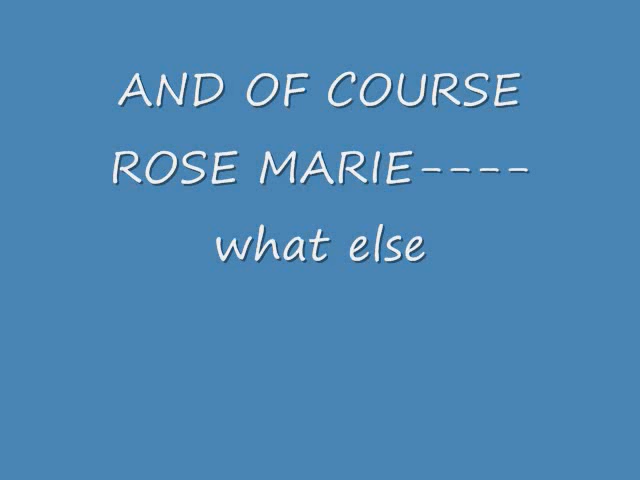 AND OF COURSE
ROSE MARIE----
what else